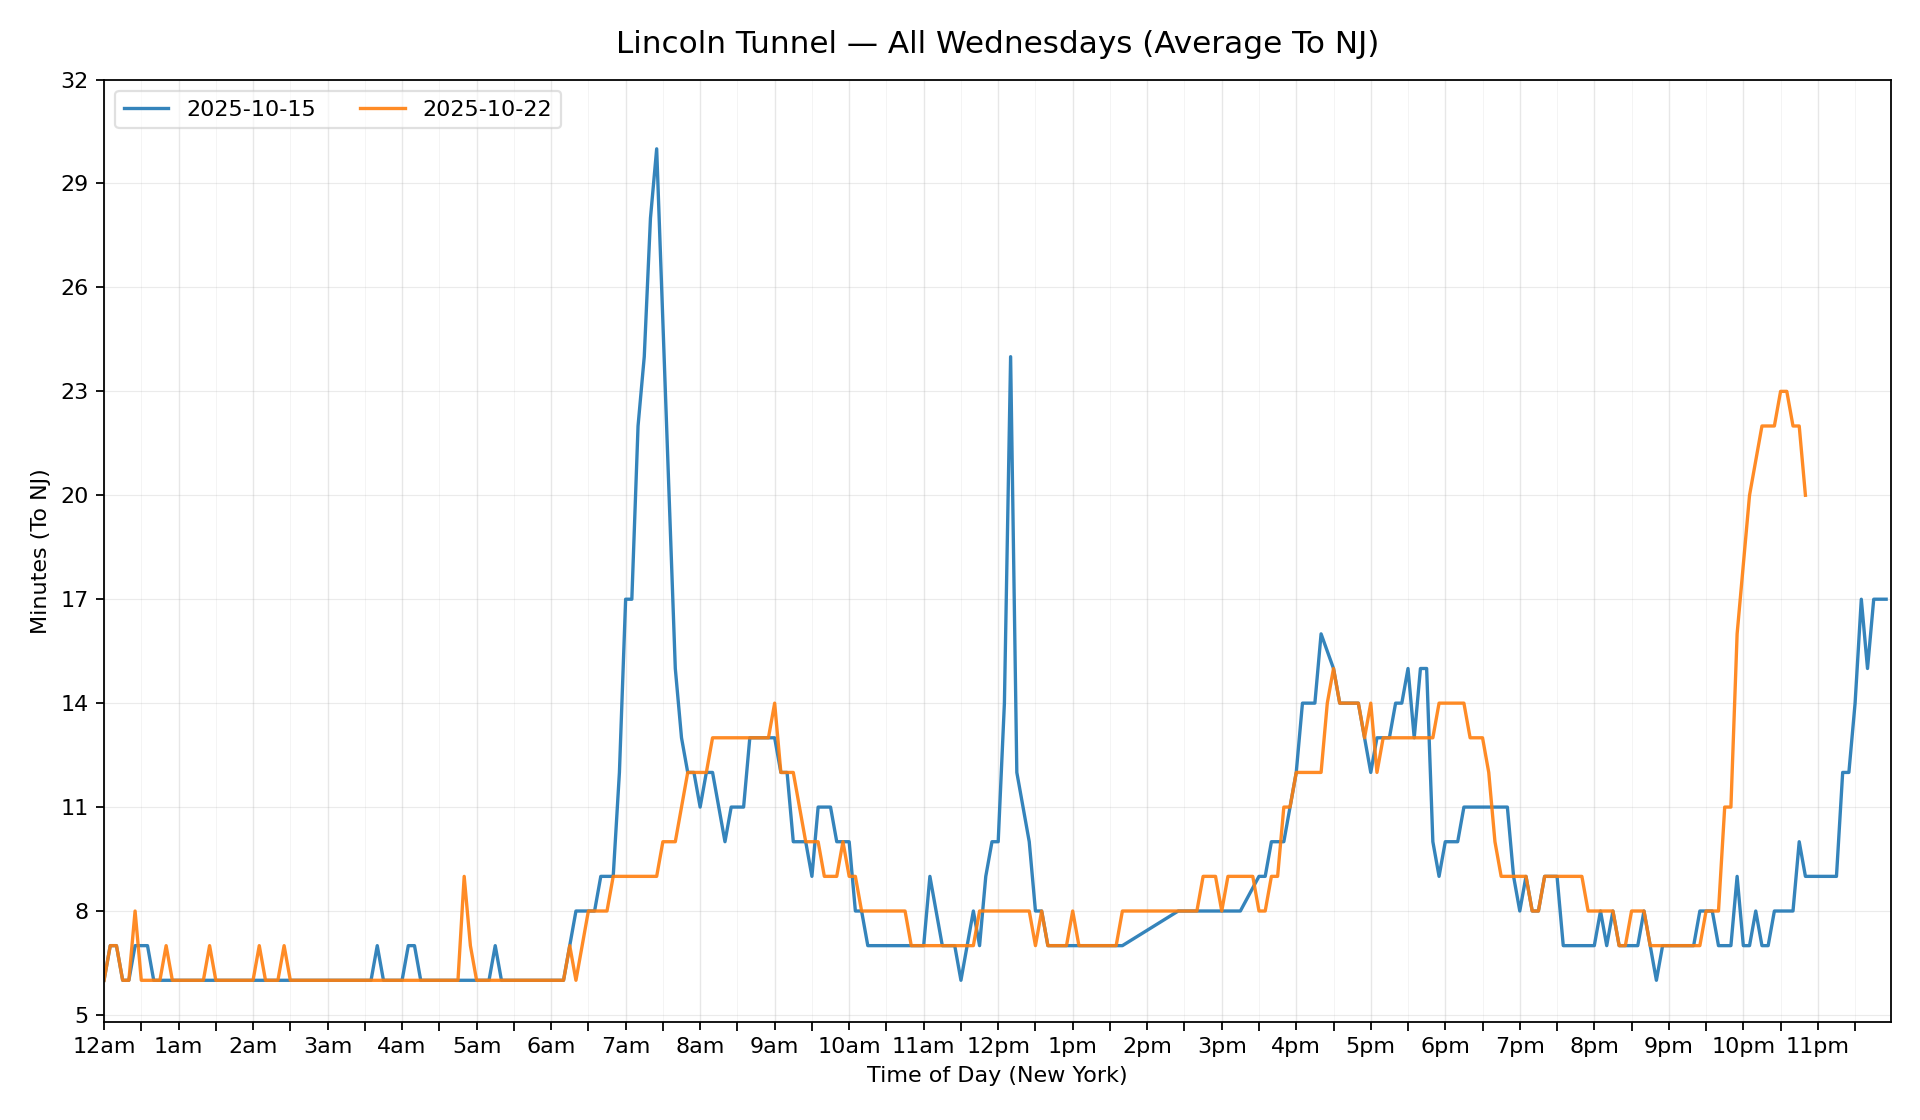 Lincoln Tunnel — All Wednesdays (Average To NJ)
2025-10-15 2025-10-22
32
29
26
23
20
17
14
11
8
5
Minutes (To NJ)
12am 1am 2am 3am 4am 5am 6am 7am 8am 9am 10am 11am 12pm 1pm 2pm 3pm 4pm 5pm 6pm 7pm 8pm 9pm 10pm 11pm
Time of Day (New York)